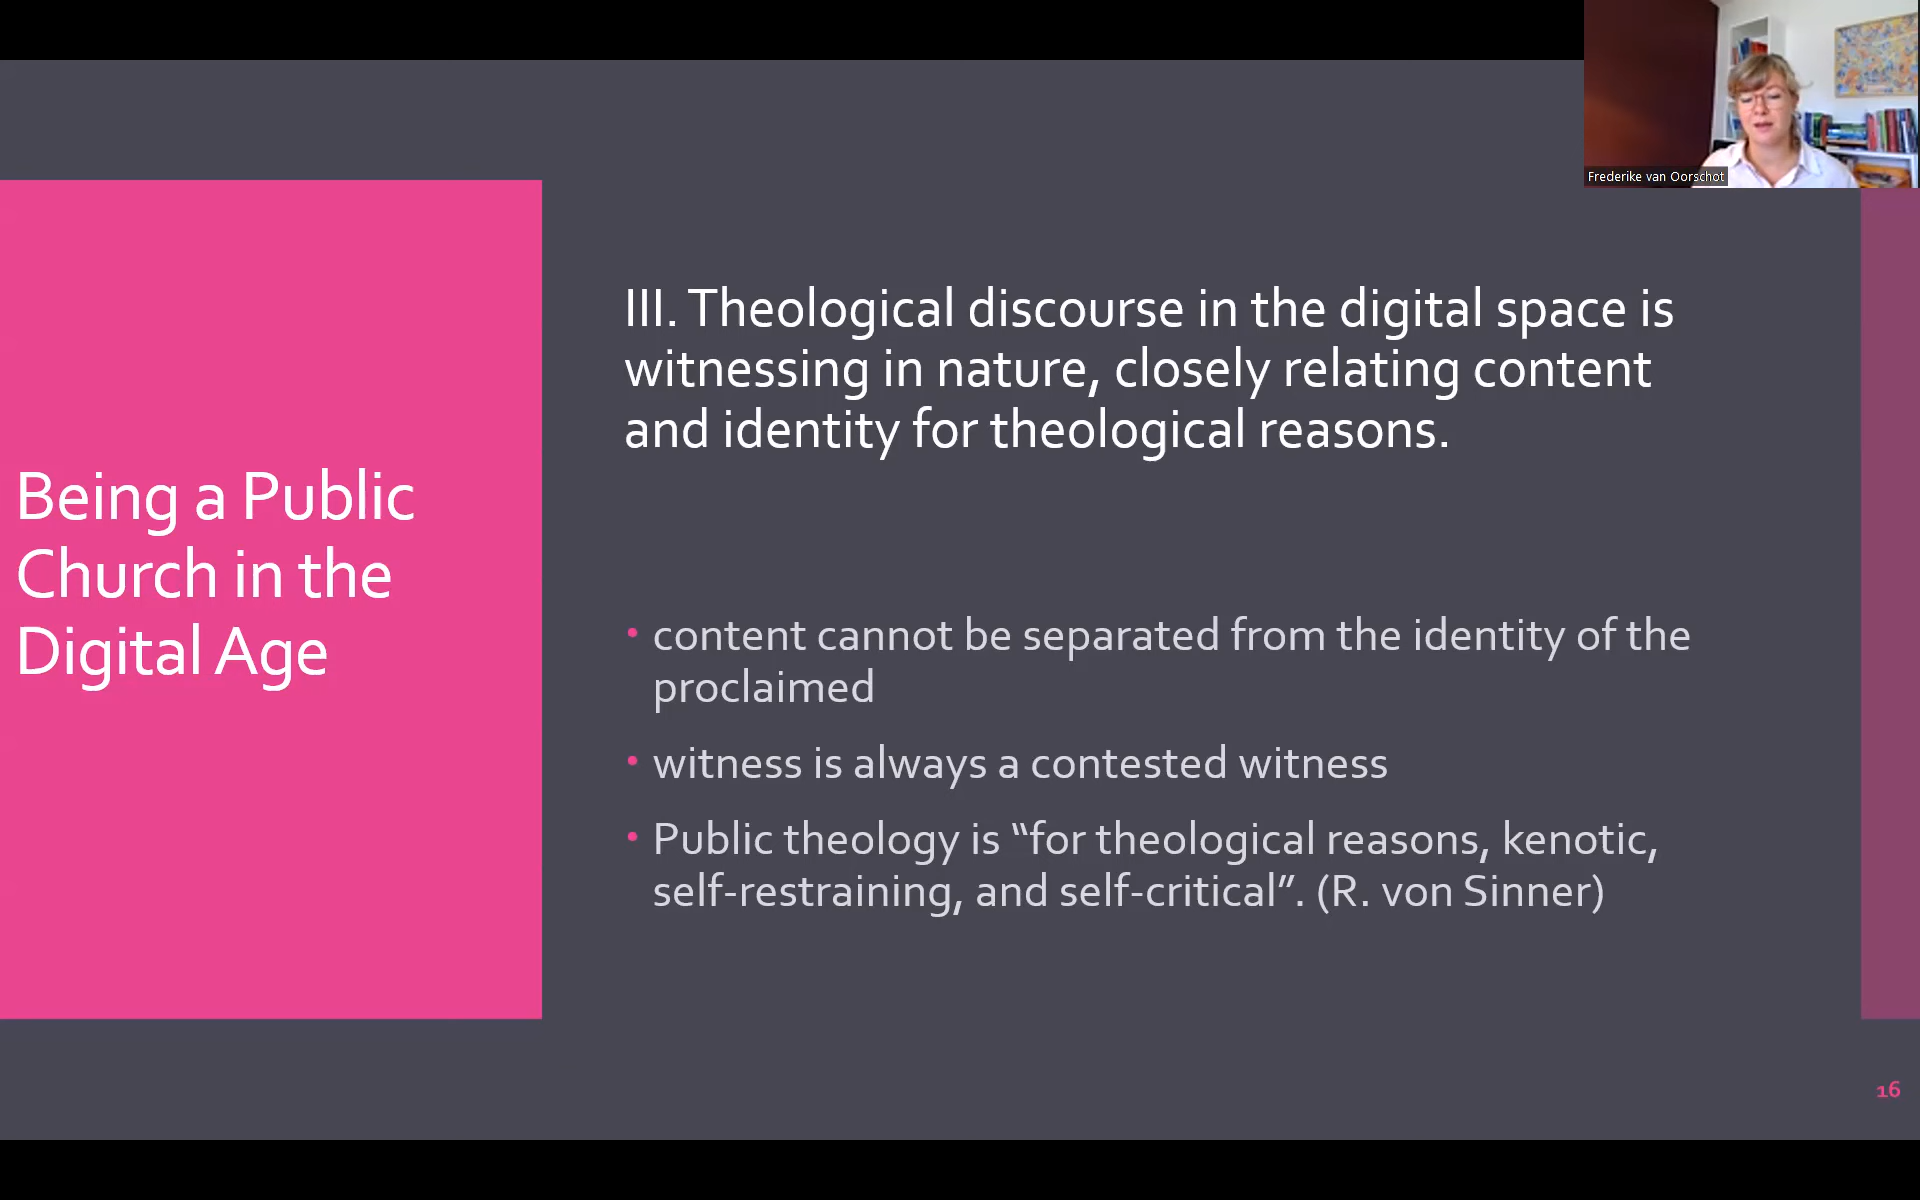 Frederike van Oorschot
Being a Public
Church in the
Digital Age
III. Theological discourse in the digital space is
witnessing in nature, closely relating content
and identity for theological reasons.
• content cannot be separated from the identity of the
proclaimed
• witness is always a contested witness
• Public theology is “for theological reasons, kenotic,
self-restraining, and self-critical”. (R. von Sinner)
16